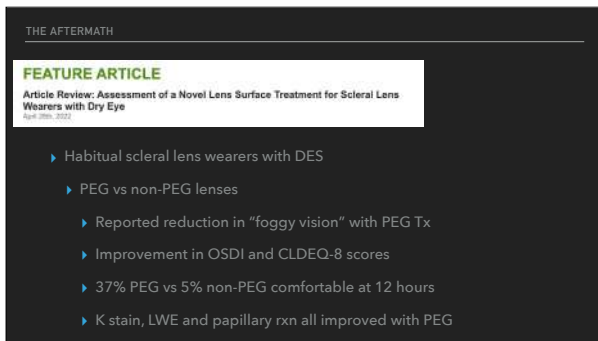 THE AFTERMATH
FEATURE ARTICLE
Article Review: Assessment of a Novel Lens Surface Treatment for Scleral Lens
Wearers with Dry Eye
April 28th, 2022
Habitual scleral lens wearers with DES
PEG vs non-PEG lenses
Reported reduction in "foggy vision" with PEG Tx
Improvement in OSDI and CLDEQ-8 scores
37% PEG vs 5% non-PEG comfortable at 12 hours
K stain, LWE and papillary rxn all improved with PEG